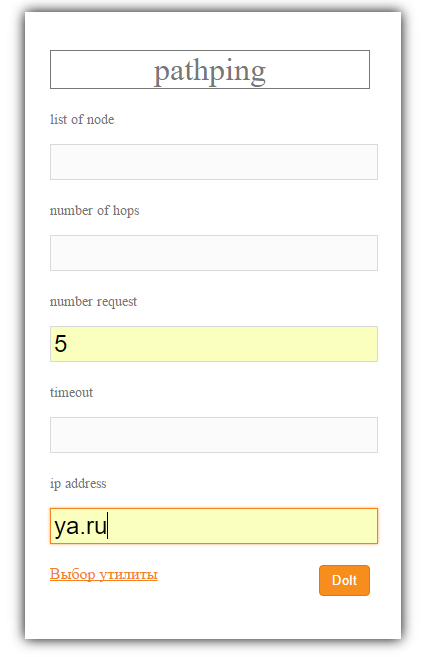 pathping
list of node
number of hops
number request
5
timeout
ip address
ya.ru
Выбор утилиты
DoIt